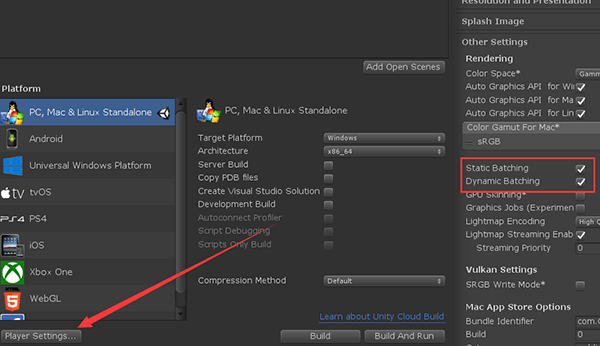 Add Open Scenes
Platform
PC, Mac & Linux Standalone
Android
Universal Windows Platform
tvOS
PS4
iOS
Xbox One
WebGL
Player Settings...
PC, Mac & Linux Standalone
Target Platform
Windows
Architecture
x86_64
Server Build
Copy PDB files
Create Visual Studio Solution
Development Build
Autoconnect Profiler
Script Debugging
Scripts Only Build
Compression Method
Default
Learn about Unity Cloud Build
Build
Build And Run
Resolution and Presentation
Splash Image
Other Settings
Rendering
Color Space*
Auto Graphics API for
Auto Graphics API for Ma
Auto Graphics API for Lin
Color Gamut For Mac*
sRGB
Static Batching
Dynamic Batching
GPU Skinning*
Graphics Jobs (Experimen
Lightmap Encoding
High Q
Lightmap Streaming Enab
Streaming Priority
0
Vulkan Settings
SRGB Write Mode*
Mac App Store Options
Bundle Identifier
com.
Build
0